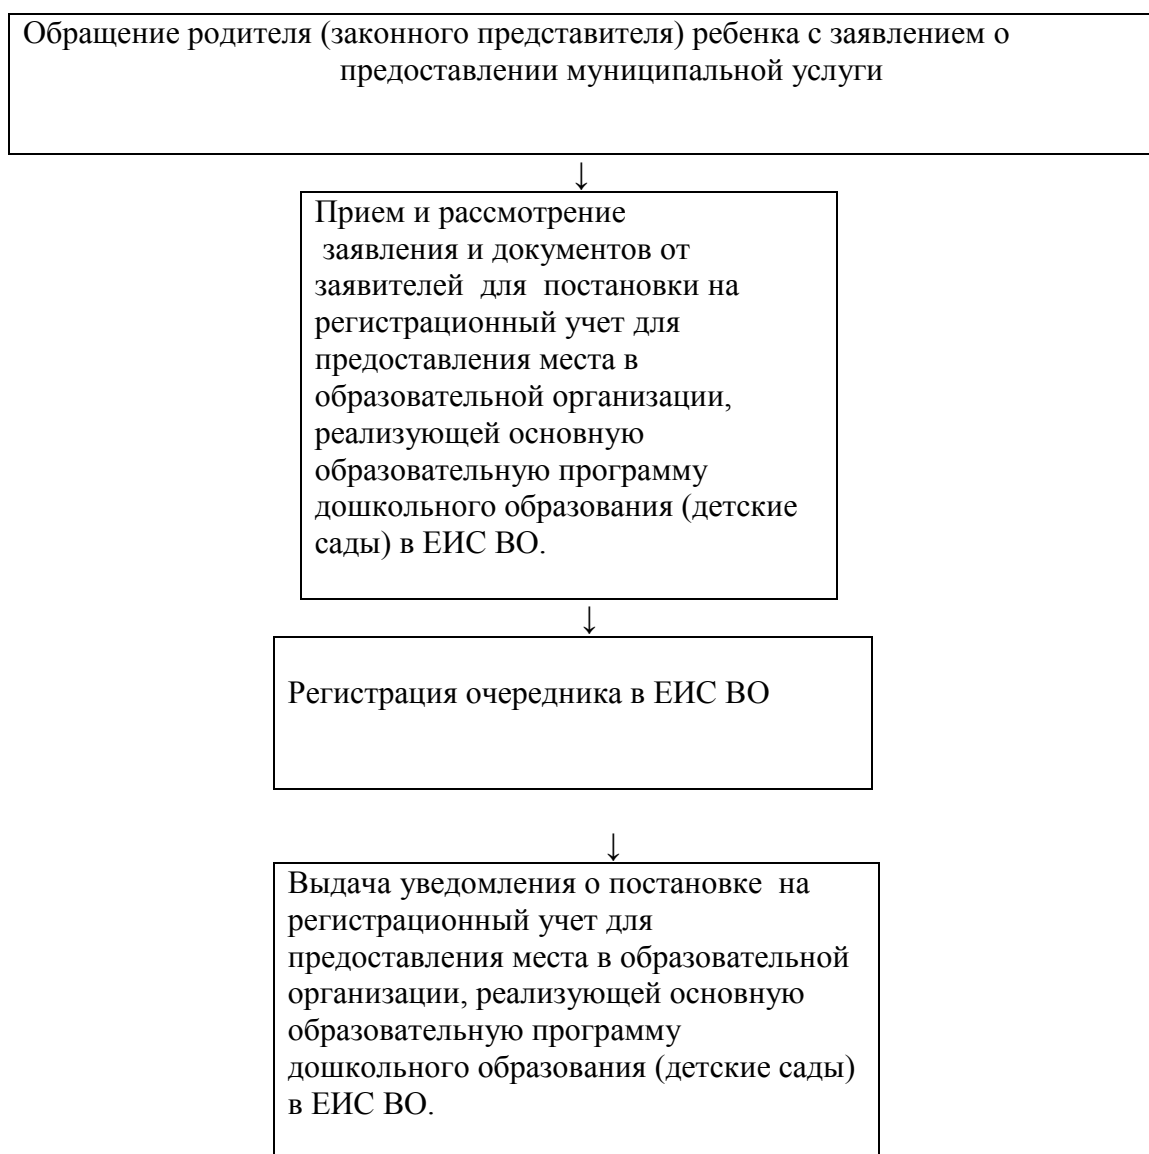 Обращение родителя (законного представителя) ребенка с заявлением о
предоставлении муниципальной услуги
↓
Прием и рассмотрение
заявления и документов от
заявителей для постановки на
регистрационный учет для
предоставления места в
образовательной организации,
реализующей основную
образовательную программу
дошкольного образования (детские
сады) в ЕИС ВО.
↓
Регистрация очередника в ЕИС ВО
↓
Выдача уведомления о постановке на
регистрационный учет для
предоставления места в образовательной
организации, реализующей основную
образовательную программу
дошкольного образования (детские сады)
в ЕИС ВО.